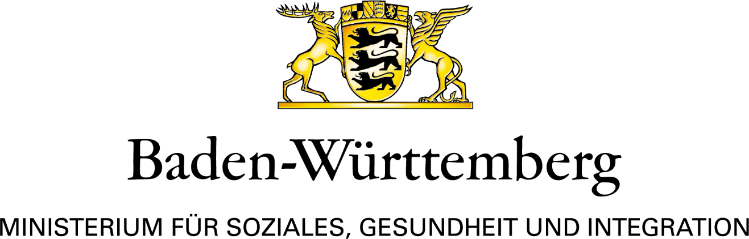 Baden-Württemberg
MINISTERIUM FÜR SOZIALES, GESUNDHEIT UND INTEGRATION